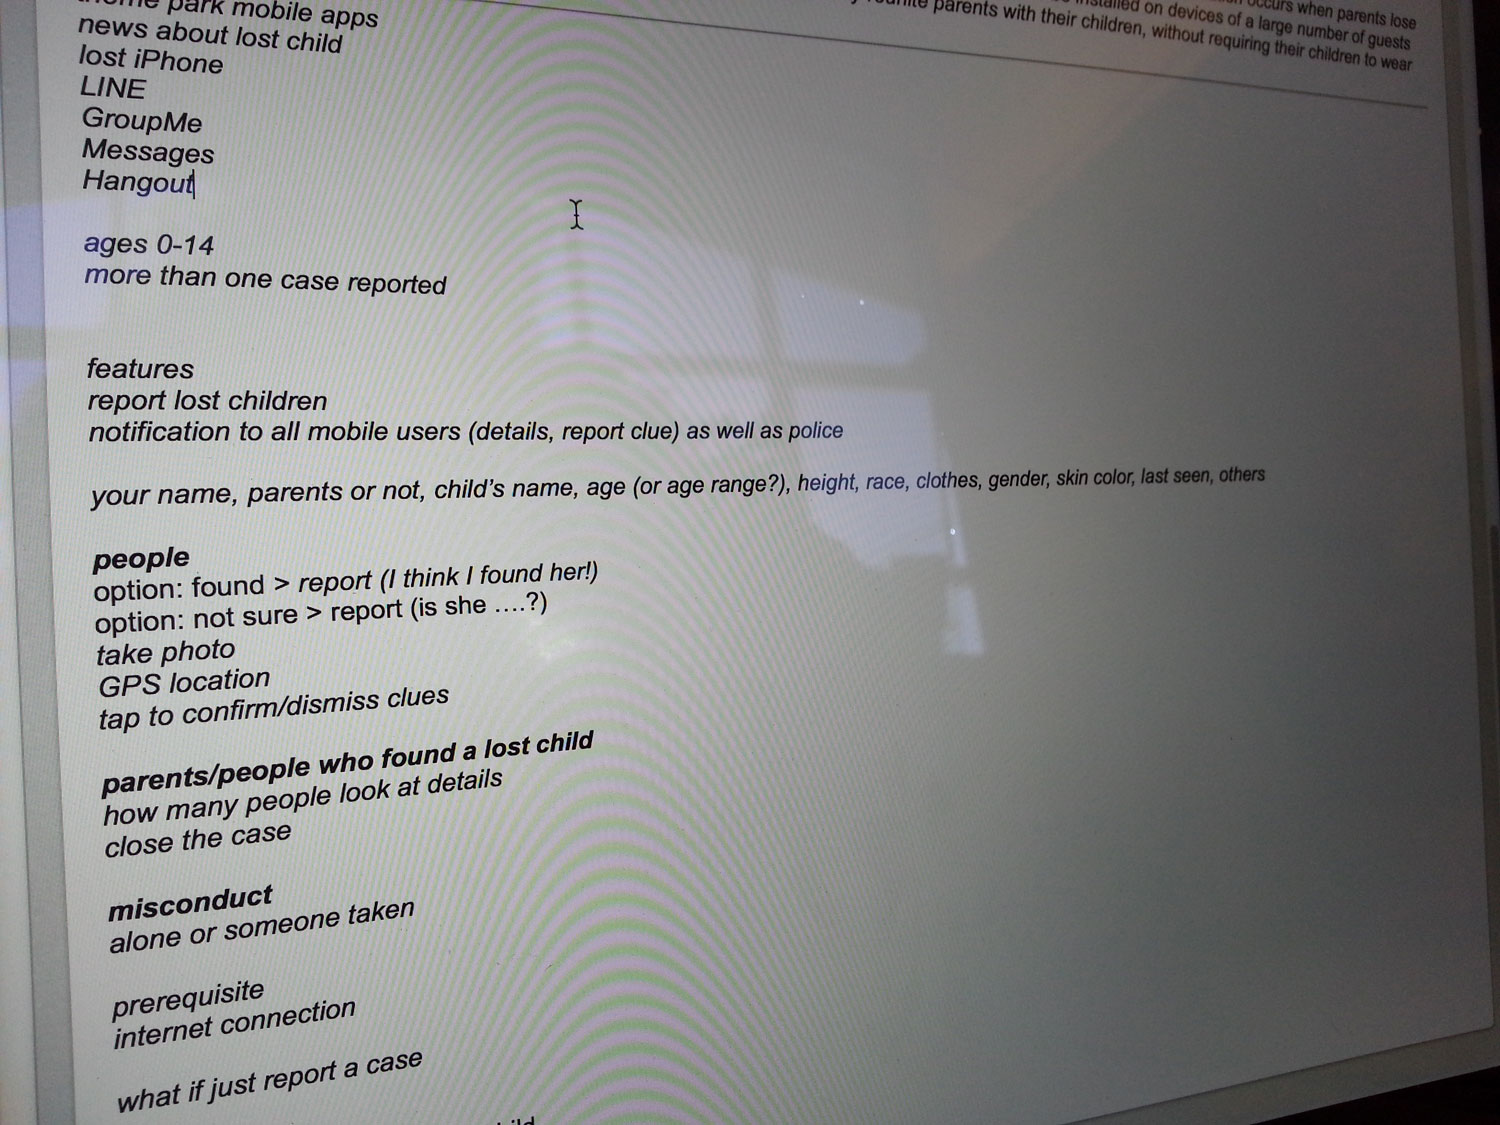 park mobile apps
news about lost child
lost iPhone
LINE
GroupMe
Messages
Hangout
occurs when parents lose
on devices of a large number of guests
parents with their children, without requiring their children to wear
ages 0-14
more than one case reported
features
report lost children
notification to all mobile users (details, report clue) as well as police
your name, parents or not, child's name, age (or age range?), height, race, clothes, gender, skin color, last seen, others
people
option: found > report (I think I found her!)
option: not sure > report (is she ....?)
take photo
GPS location
tap to confirm/dismiss clues
parents/people who found a lost child
how many people look at details
close the case
misconduct
alone or someone taken
prerequisite
internet connection
what if just report a case